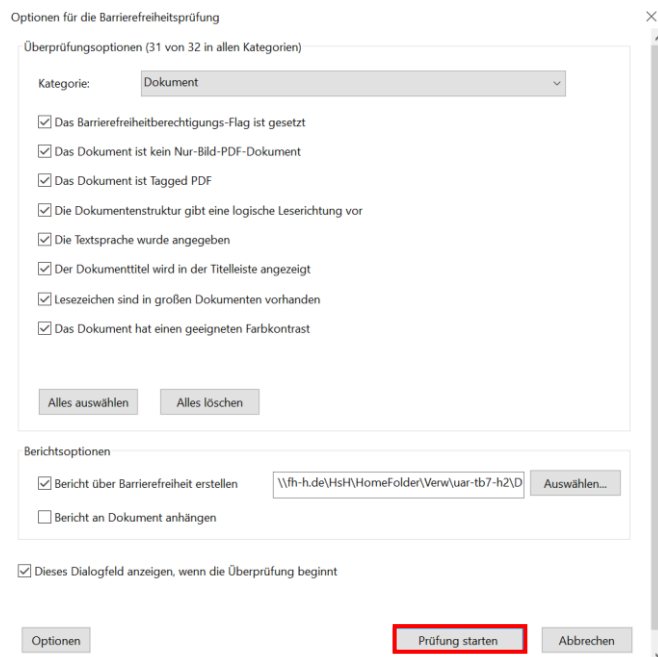 Optionen für die Barrierefreiheitsprüfung
Überprüfungsoptionen (31 von 32 in allen Kategorien)
Kategorie: Dokument
Das Barrierefreiheitberechtigungs-Flag ist gesetzt
Das Dokument ist kein Nur-Bild-PDF-Dokument
Das Dokument ist Tagged PDF
Die Dokumentenstruktur gibt eine logische Leserichtung vor
Die Textsprache wurde angegeben
Der Dokumenttitel wird in der Titelleiste angezeigt
Lesezeichen sind in großen Dokumenten vorhanden
Das Dokument hat einen geeigneten Farbkontrast
Alles auswählen Alles löschen
Berichtsoptionen
Bericht über Barrierefreiheit erstellen \\fh-h.de\HsH\HomeFolder\Verw\uar-tb7-h2\D Auswählen...
Bericht an Dokument anhängen
Dieses Dialogfeld anzeigen, wenn die Überprüfung beginnt
Optionen Prüfung starten Abbrechen